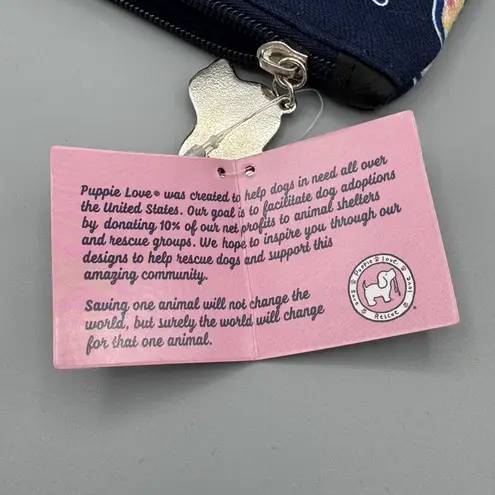 Puppie Love® was created to help dogs in need all over
the United States. Our goal is to facilitate dog adoptions
by donating 10% of our net profits to animal shelters
and rescue groups. We hope to inspire you through our
designs to help rescue dogs and support this
amazing community.
Saving one animal will not change the
world, but surely the world will change
for that one animal.
Puppie Love
Rescue